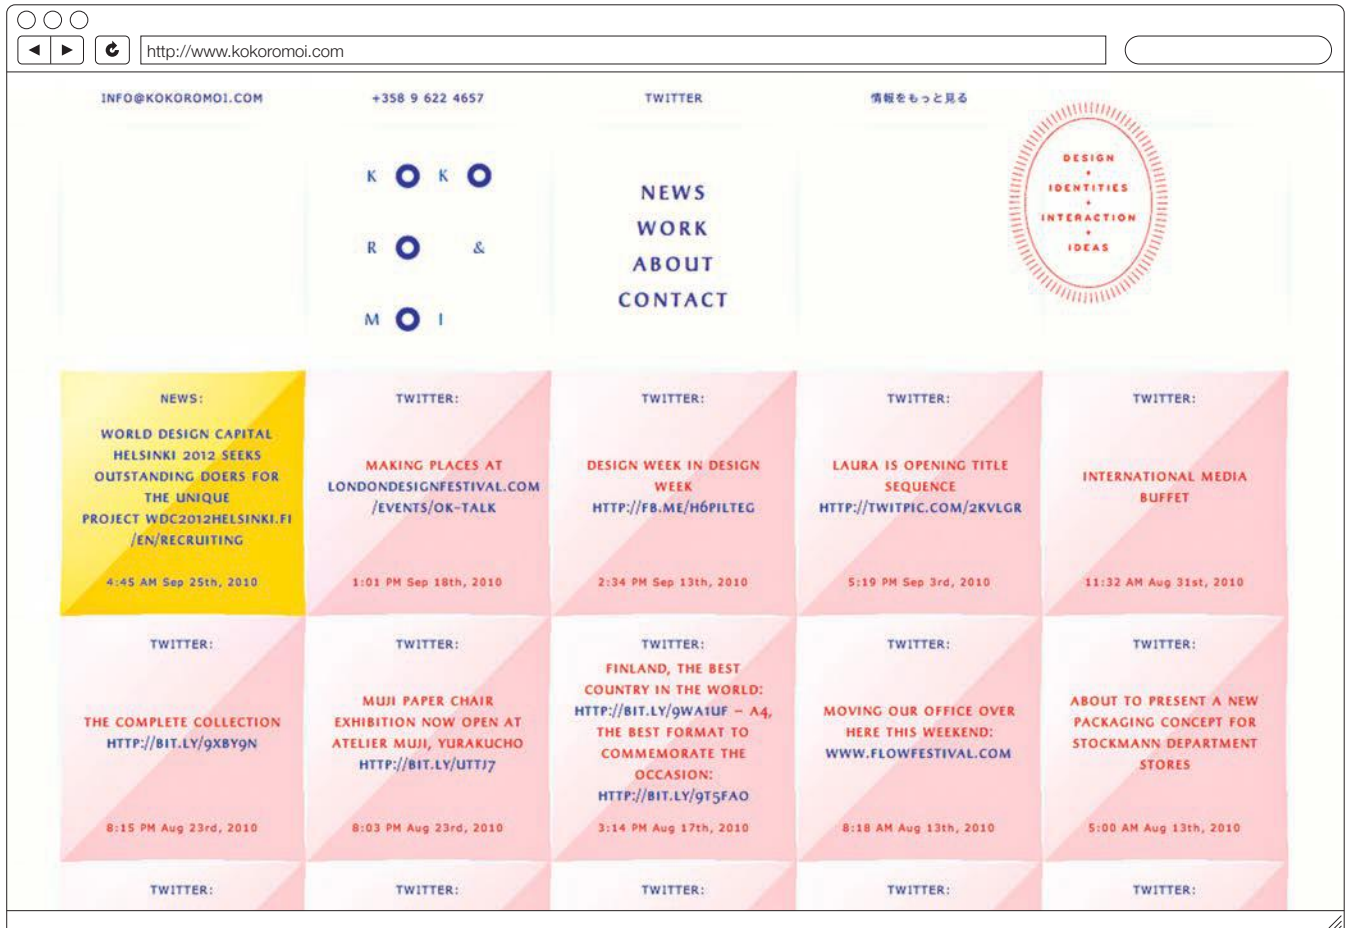 http://www.kokoromoi.com
INFO@KOKOROMOI.COM
+358 9 622 4657
TWITTER
情報をもっと見る
K O K O
R O &
M O I
NEWS
WORK
ABOUT
CONTACT
DESIGN
+
IDENTITIES
+
INTERACTION
+
IDEAS
NEWS:
WORLD DESIGN CAPITAL
HELSINKI 2012 SEEKS
OUTSTANDING DOERS FOR
THE UNIQUE
PROJECT WDC2012HELSINKI.FI
/EN/RECRUITING
4:45 AM Sep 25th, 2010
TWITTER:
MAKING PLACES AT
LONDONDESIGNFESTIVAL.COM
/EVENTS/OK-TALK
1:01 PM Sep 18th, 2010
TWITTER:
DESIGN WEEK IN DESIGN
WEEK
HTTP://FB.ME/H6PILTEG
2:34 PM Sep 13th, 2010
TWITTER:
LAURA IS OPENING TITLE
SEQUENCE
HTTP://TWITPIC.COM/2KVLGR
5:19 PM Sep 3rd, 2010
TWITTER:
INTERNATIONAL MEDIA
BUFFET
11:32 AM Aug 31st, 2010
TWITTER:
THE COMPLETE COLLECTION
HTTP://BIT.LY/9XBY9N
8:15 PM Aug 23rd, 2010
TWITTER:
MUJI PAPER CHAIR
EXHIBITION NOW OPEN AT
ATELIER MUJI, YURAKUCHO
HTTP://BIT.LY/UTTJ7
8:03 PM Aug 23rd, 2010
TWITTER:
FINLAND, THE BEST
COUNTRY IN THE WORLD:
HTTP://BIT.LY/9WA1UF – A4,
THE BEST FORMAT TO
COMMEMORATE THE
OCCASION:
HTTP://BIT.LY/9T5FAO
3:14 PM Aug 17th, 2010
TWITTER:
MOVING OUR OFFICE OVER
HERE THIS WEEKEND:
WWW.FLOWFESTIVAL.COM
8:18 AM Aug 13th, 2010
TWITTER:
ABOUT TO PRESENT A NEW
PACKAGING CONCEPT FOR
STOCKMANN DEPARTMENT
STORES
5:00 AM Aug 13th, 2010
TWITTER:
TWITTER:
TWITTER:
TWITTER:
TWITTER: